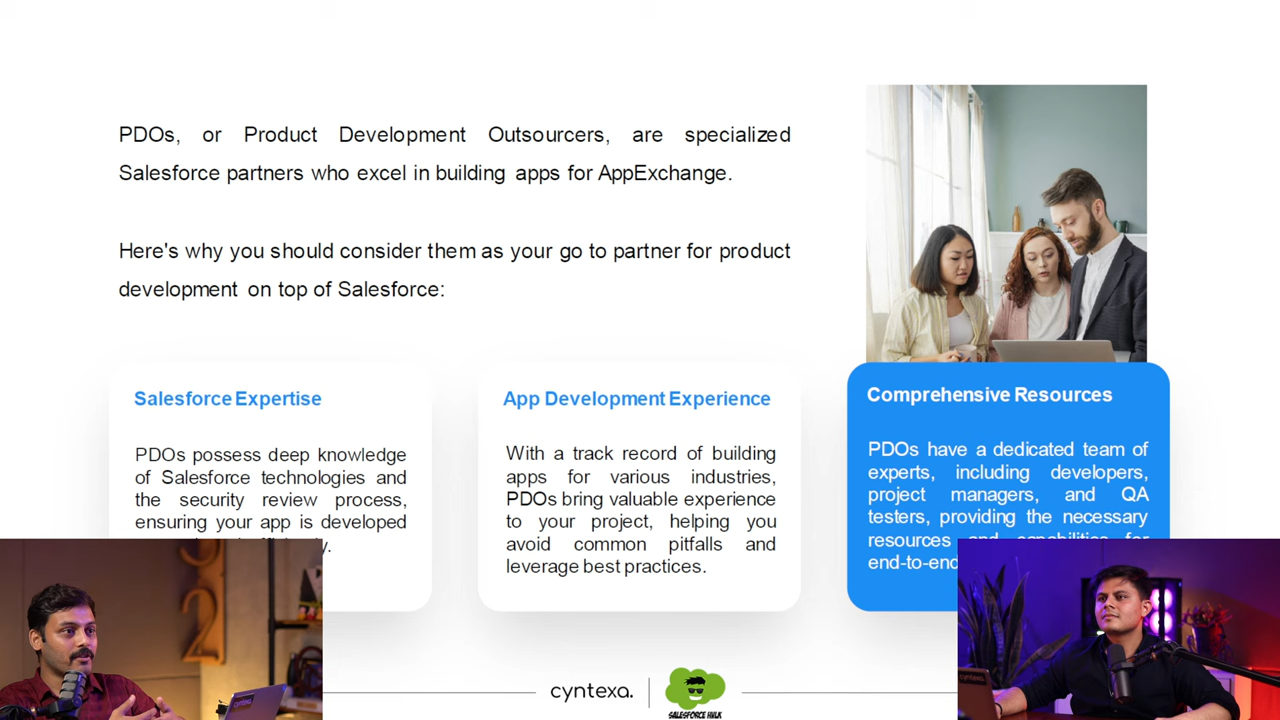 PDOs, or Product Development Outsourcers, are specialized
Salesforce partners who excel in building apps for AppExchange.
Here's why you should consider them as your go to partner for product
development on top of Salesforce:
Salesforce Expertise
PDOs possess deep knowledge
of Salesforce technologies and
the security review process,
ensuring your app is developed
App Development Experience
With a track record of building
apps for various industries,
PDOs bring valuable experience
to your project, helping you
avoid common pitfalls and
leverage best practices.
Comprehensive Resources
PDOs have a dedicated team of
experts, including developers,
project managers, and QA
testers, providing the necessary
resources and capabilities for
end-to-end
cyntexa.
SALESFORCE HULK
CYNTEXA